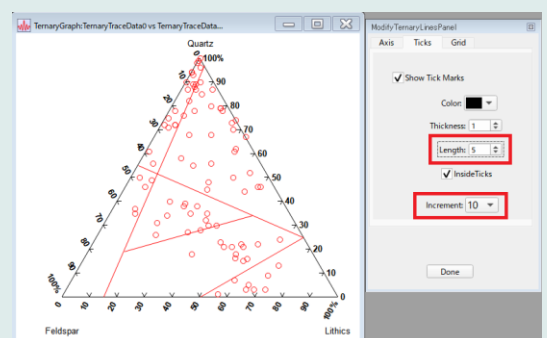 TernaryGraph:TernaryTraceData0 vs TernaryTraceData...
Quartz
0 100%
10 90
20 80
30 70
40 60
50 50
60 40
70 30
80 20
90 10
100% 0
0 10 20 30 40 50 60 70 80 90 100%
Feldspar Lithics
ModifyTernaryLinesPanel
Axis Ticks Grid
Show Tick Marks
Color:
Thickness: 1
Length: 5
InsideTicks
Increment: 10
Done